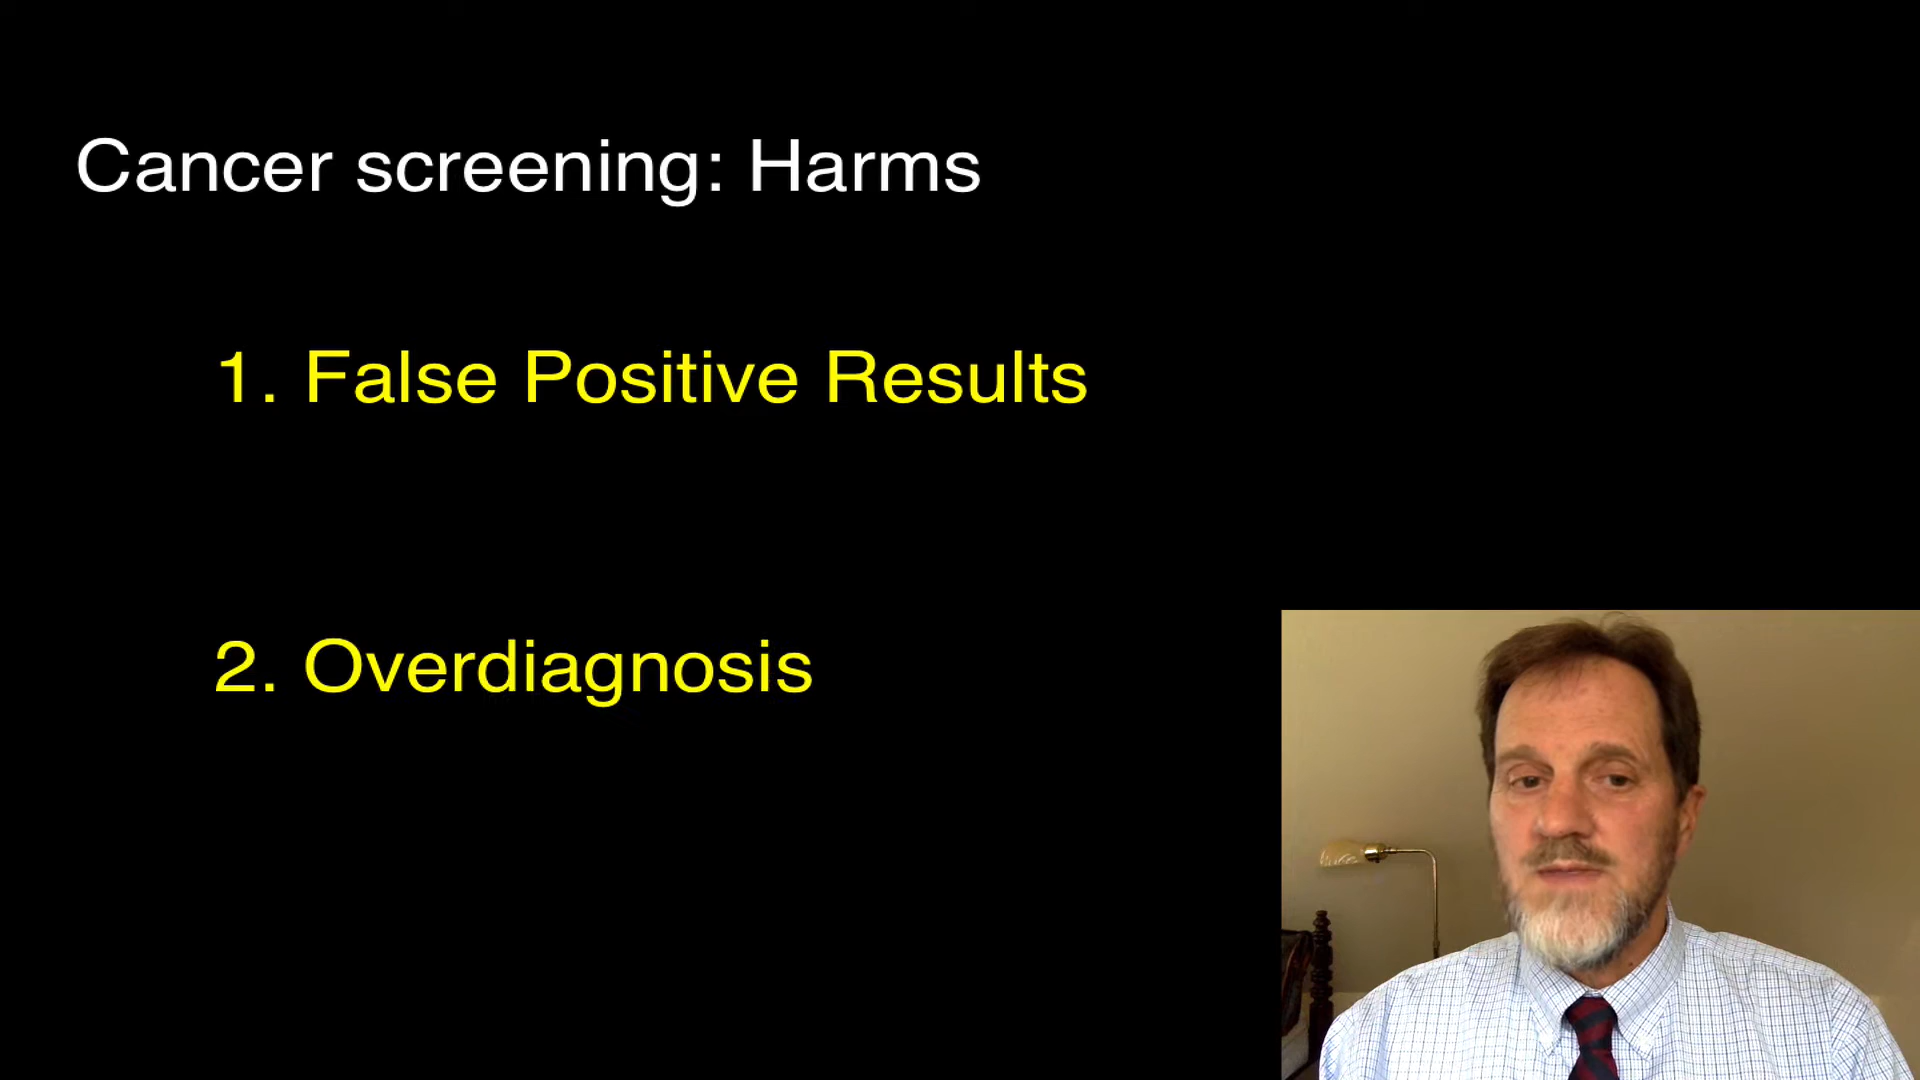 Cancer screening: Harms
1. False Positive Results
2. Overdiagnosis